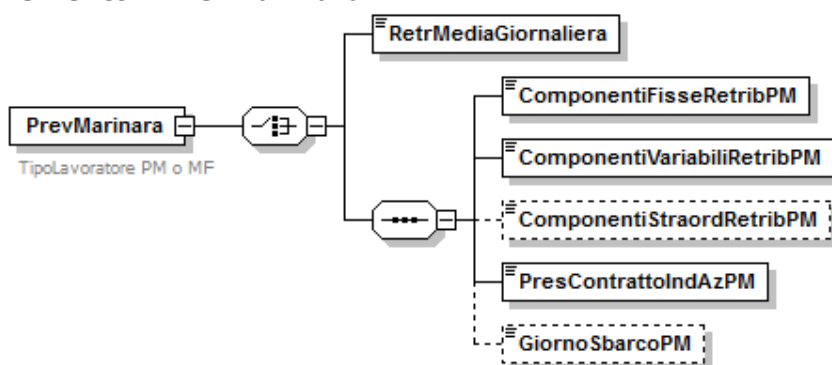 RetrMediaGiornaliera
ComponentiFisseRetribPM
PrevMarinara
ComponentiVariabiliRetribPM
TipoLavoratore PM o MF
ComponentiStraordRetribPM
PresContrattoIndAzPM
GiornoSbarcoPM